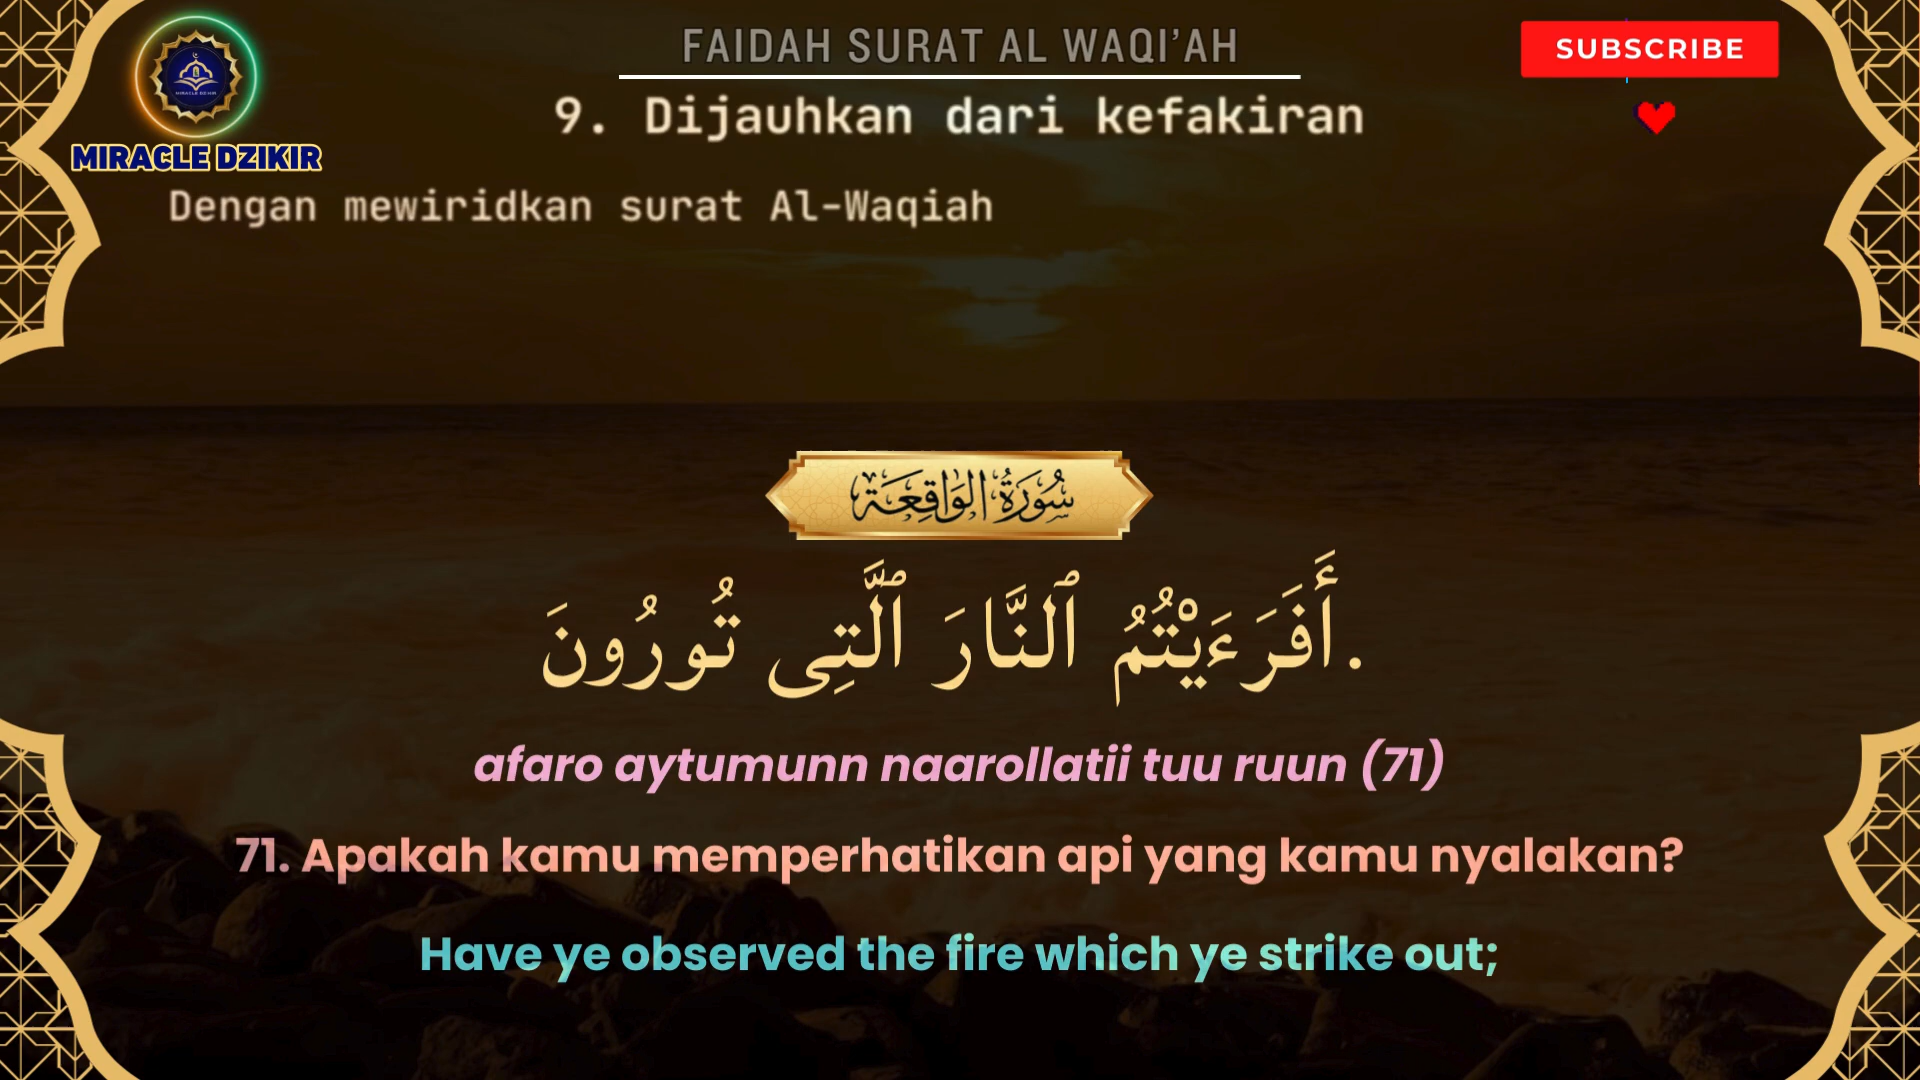 FAIDAH SURAT AL WAQI’AH
SUBSCRIBE
9. Dijauhkan dari kefakiran
MIRACLE DZIKIR
Dengan mewiridkan surat Al-Waqiah
سُورَةُ الوَاقِعَة
أَفَرَءَيْتُمُ ٱلنَّارَ ٱلَّتِى تُورُونَ.
afaro aytumunn naarollatii tuu ruun (71)
71. Apakah kamu memperhatikan api yang kamu nyalakan?
Have ye observed the fire which ye strike out;